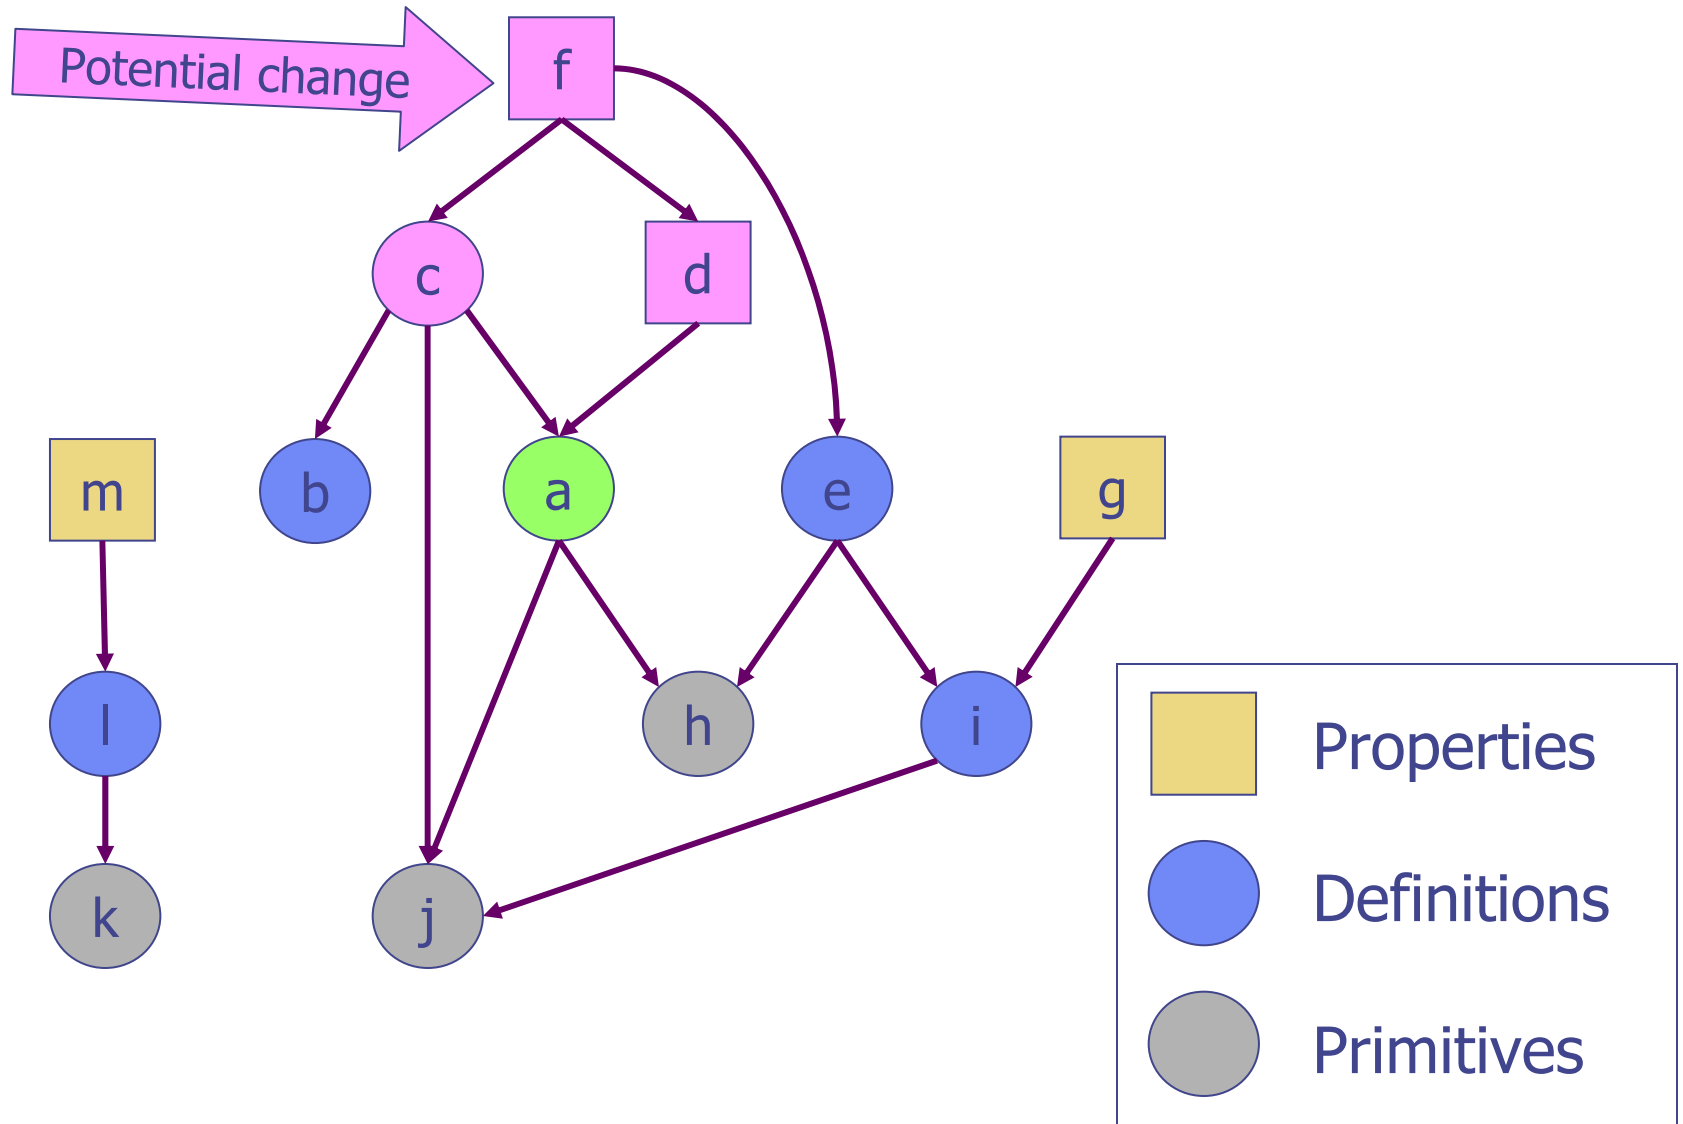 Potential change
f
c
d
m
b
a
e
g
l
h
i
k
j
Properties
Definitions
Primitives